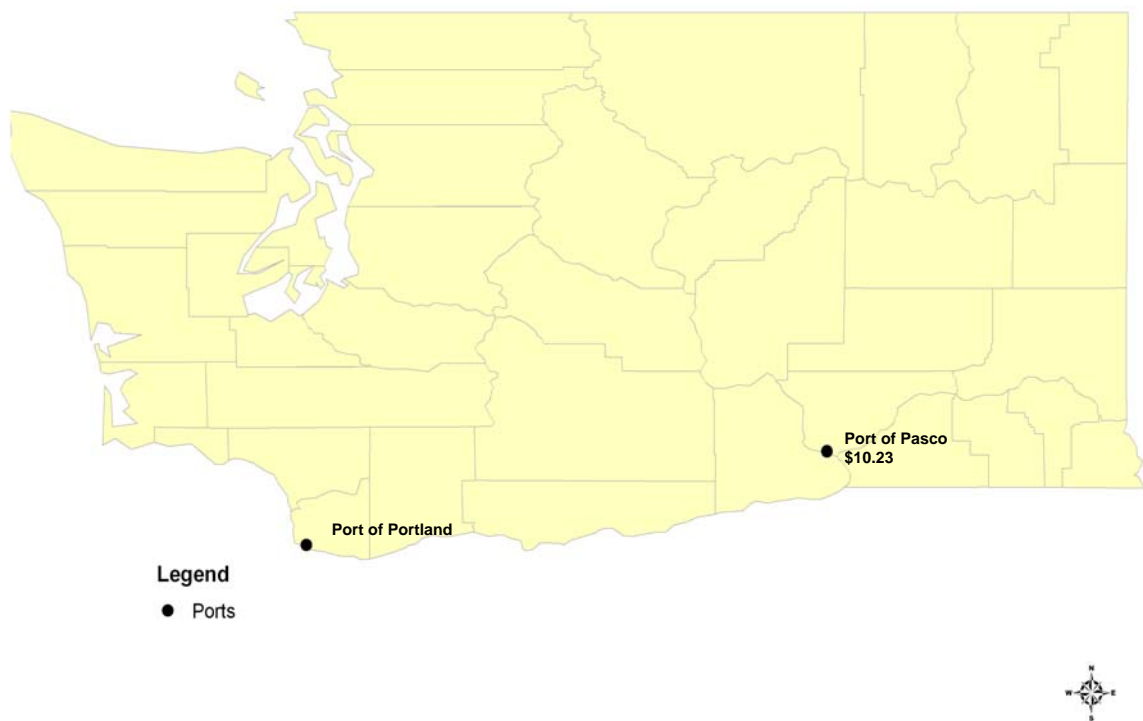 Port of Pasco
$10.23
Port of Portland
Legend
Ports
N
W E
S